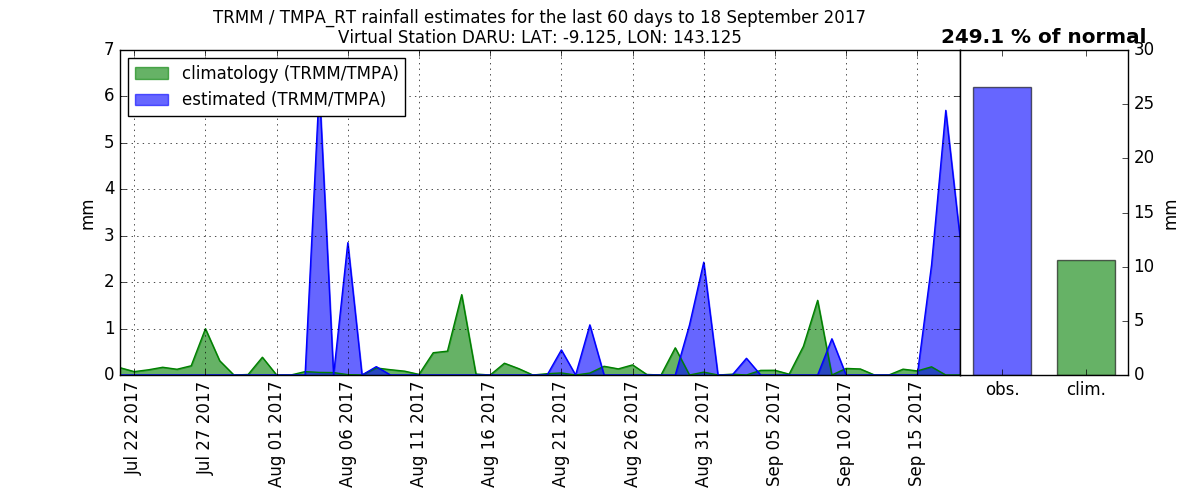 TRMM / TMPA_RT rainfall estimates for the last 60 days to 18 September 2017
Virtual Station DARU: LAT: -9.125, LON: 143.125
249.1 % of normal
climatology (TRMM/TMPA)
estimated (TRMM/TMPA)
7
6
5
4
3
2
1
0
mm
Jul 22 2017
Jul 27 2017
Aug 01 2017
Aug 06 2017
Aug 11 2017
Aug 16 2017
Aug 21 2017
Aug 26 2017
Aug 31 2017
Sep 05 2017
Sep 10 2017
Sep 15 2017
30
25
20
15
10
5
0
mm
obs.
clim.